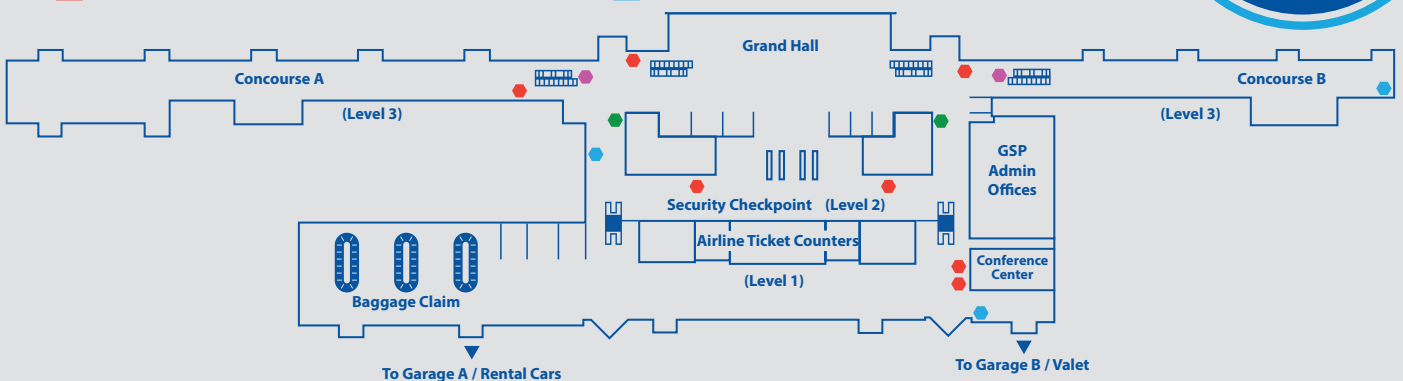 Grand Hall
Concourse A
Concourse B
(Level 3)
(Level 3)
GSP
Admin
Offices
Security Checkpoint (Level 2)
Airline Ticket Counters
Conference
Center
(Level 1)
Baggage Claim
To Garage A / Rental Cars
To Garage B / Valet